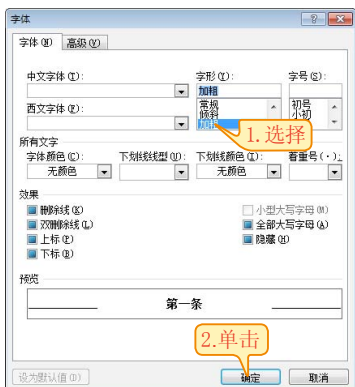 字体
字体(N) 高级(V)
中文字体(T): 字形(Y): 字号(S):
加粗
常规 初号
倾斜 小初
西文字体(F): 加粗
1.选择
所有文字
字体颜色(C): 下划线线型(U): 下划线颜色(I): 着重号(·):
无颜色 无颜色
效果
删除线(K) 小型大写字母(M)
双删除线(L) 全部大写字母(A)
上标(P) 隐藏(H)
下标(B)
预览
第一条
2.单击
设为默认值(D) 确定 取消